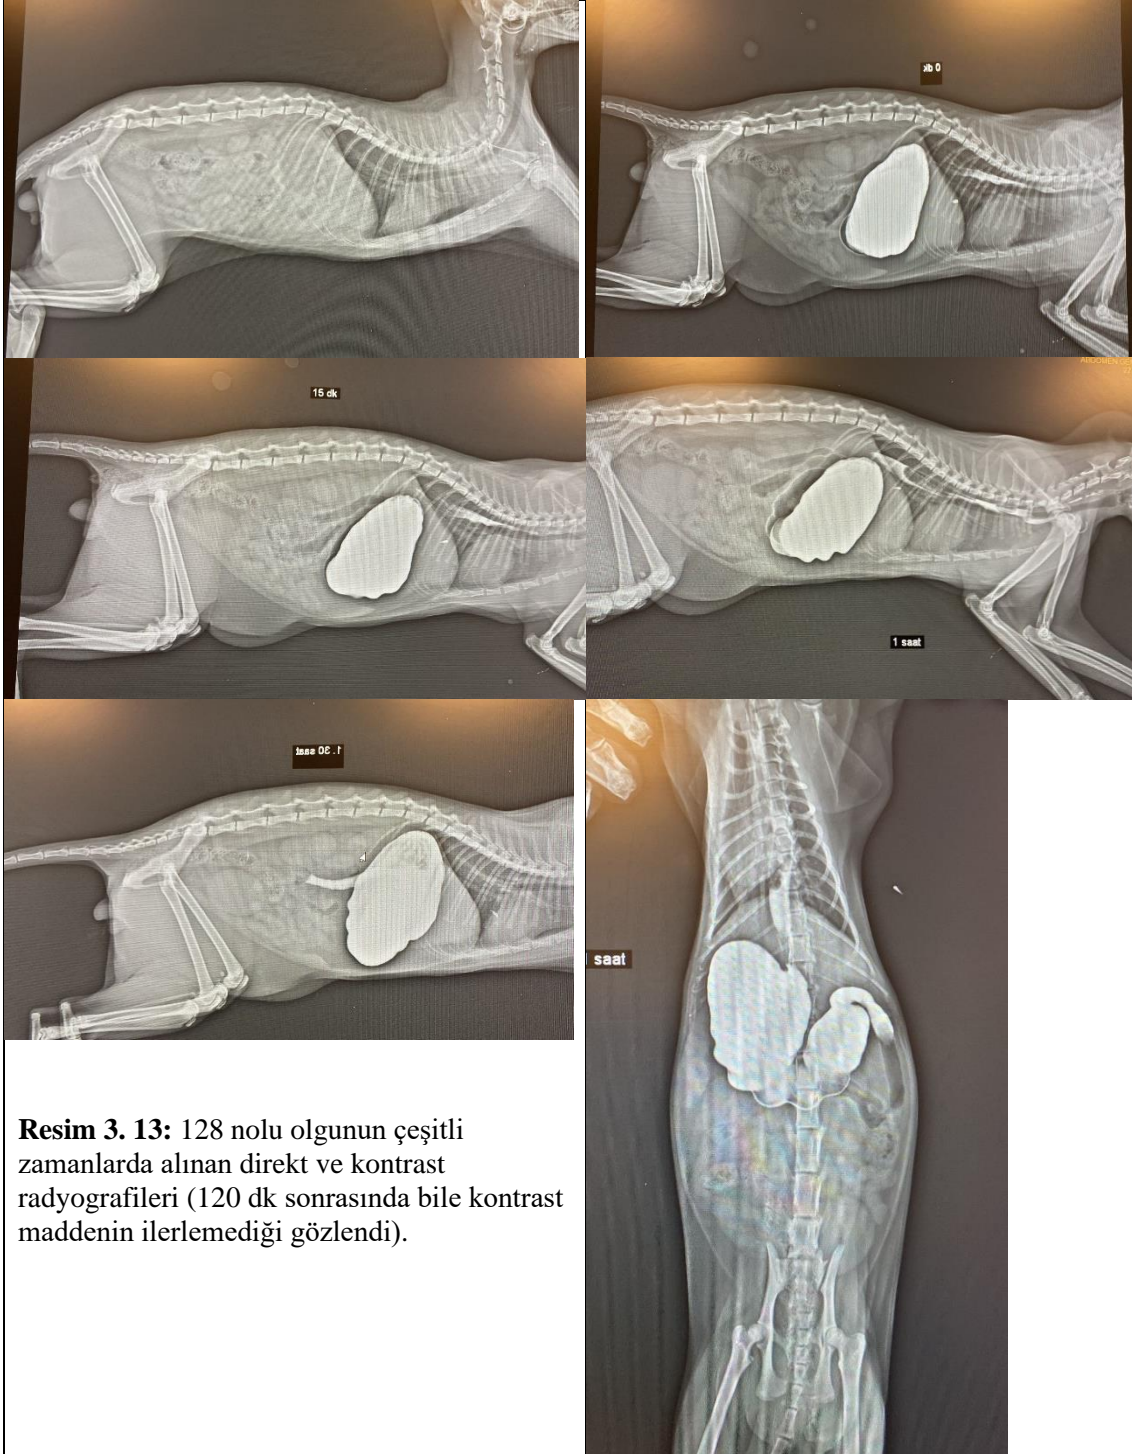 0 dk
15 dk
1 saat
1. 30 saat
saat
Resim 3. 13: 128 nolu olgunun çeşitli
zamanlarda alınan direkt ve kontrast
radyografileri (120 dk sonrasında bile kontrast
maddenin ilerlemediği gözlendi).